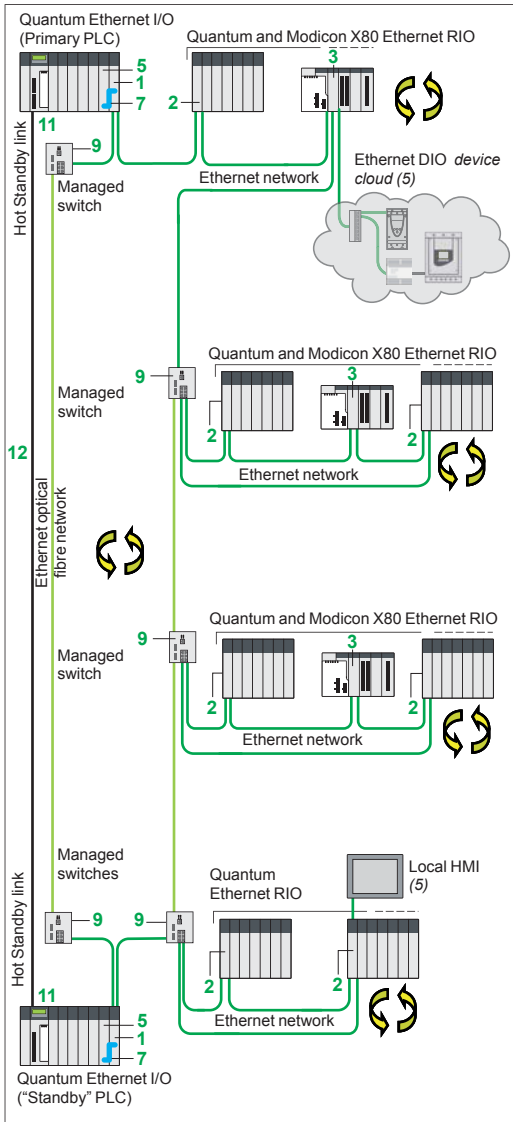 Quantum Ethernet I/O
(Primary PLC)
Quantum and Modicon X80 Ethernet RIO
5
1
7
2
3
11
9
Hot Standby link
Managed
switch
Ethernet network
Ethernet DIO device
cloud (5)
9
Quantum and Modicon X80 Ethernet RIO
3
Managed
switch
2
2
Ethernet network
12
Ethernet optical
fibre network
9
Quantum and Modicon X80 Ethernet RIO
3
Managed
switch
2
2
Ethernet network
Managed
switches
Quantum
Ethernet RIO
Local HMI
(5)
9
9
Hot Standby link
2
2
11
5
1
7
Ethernet network
Quantum Ethernet I/O
(“Standby” PLC)